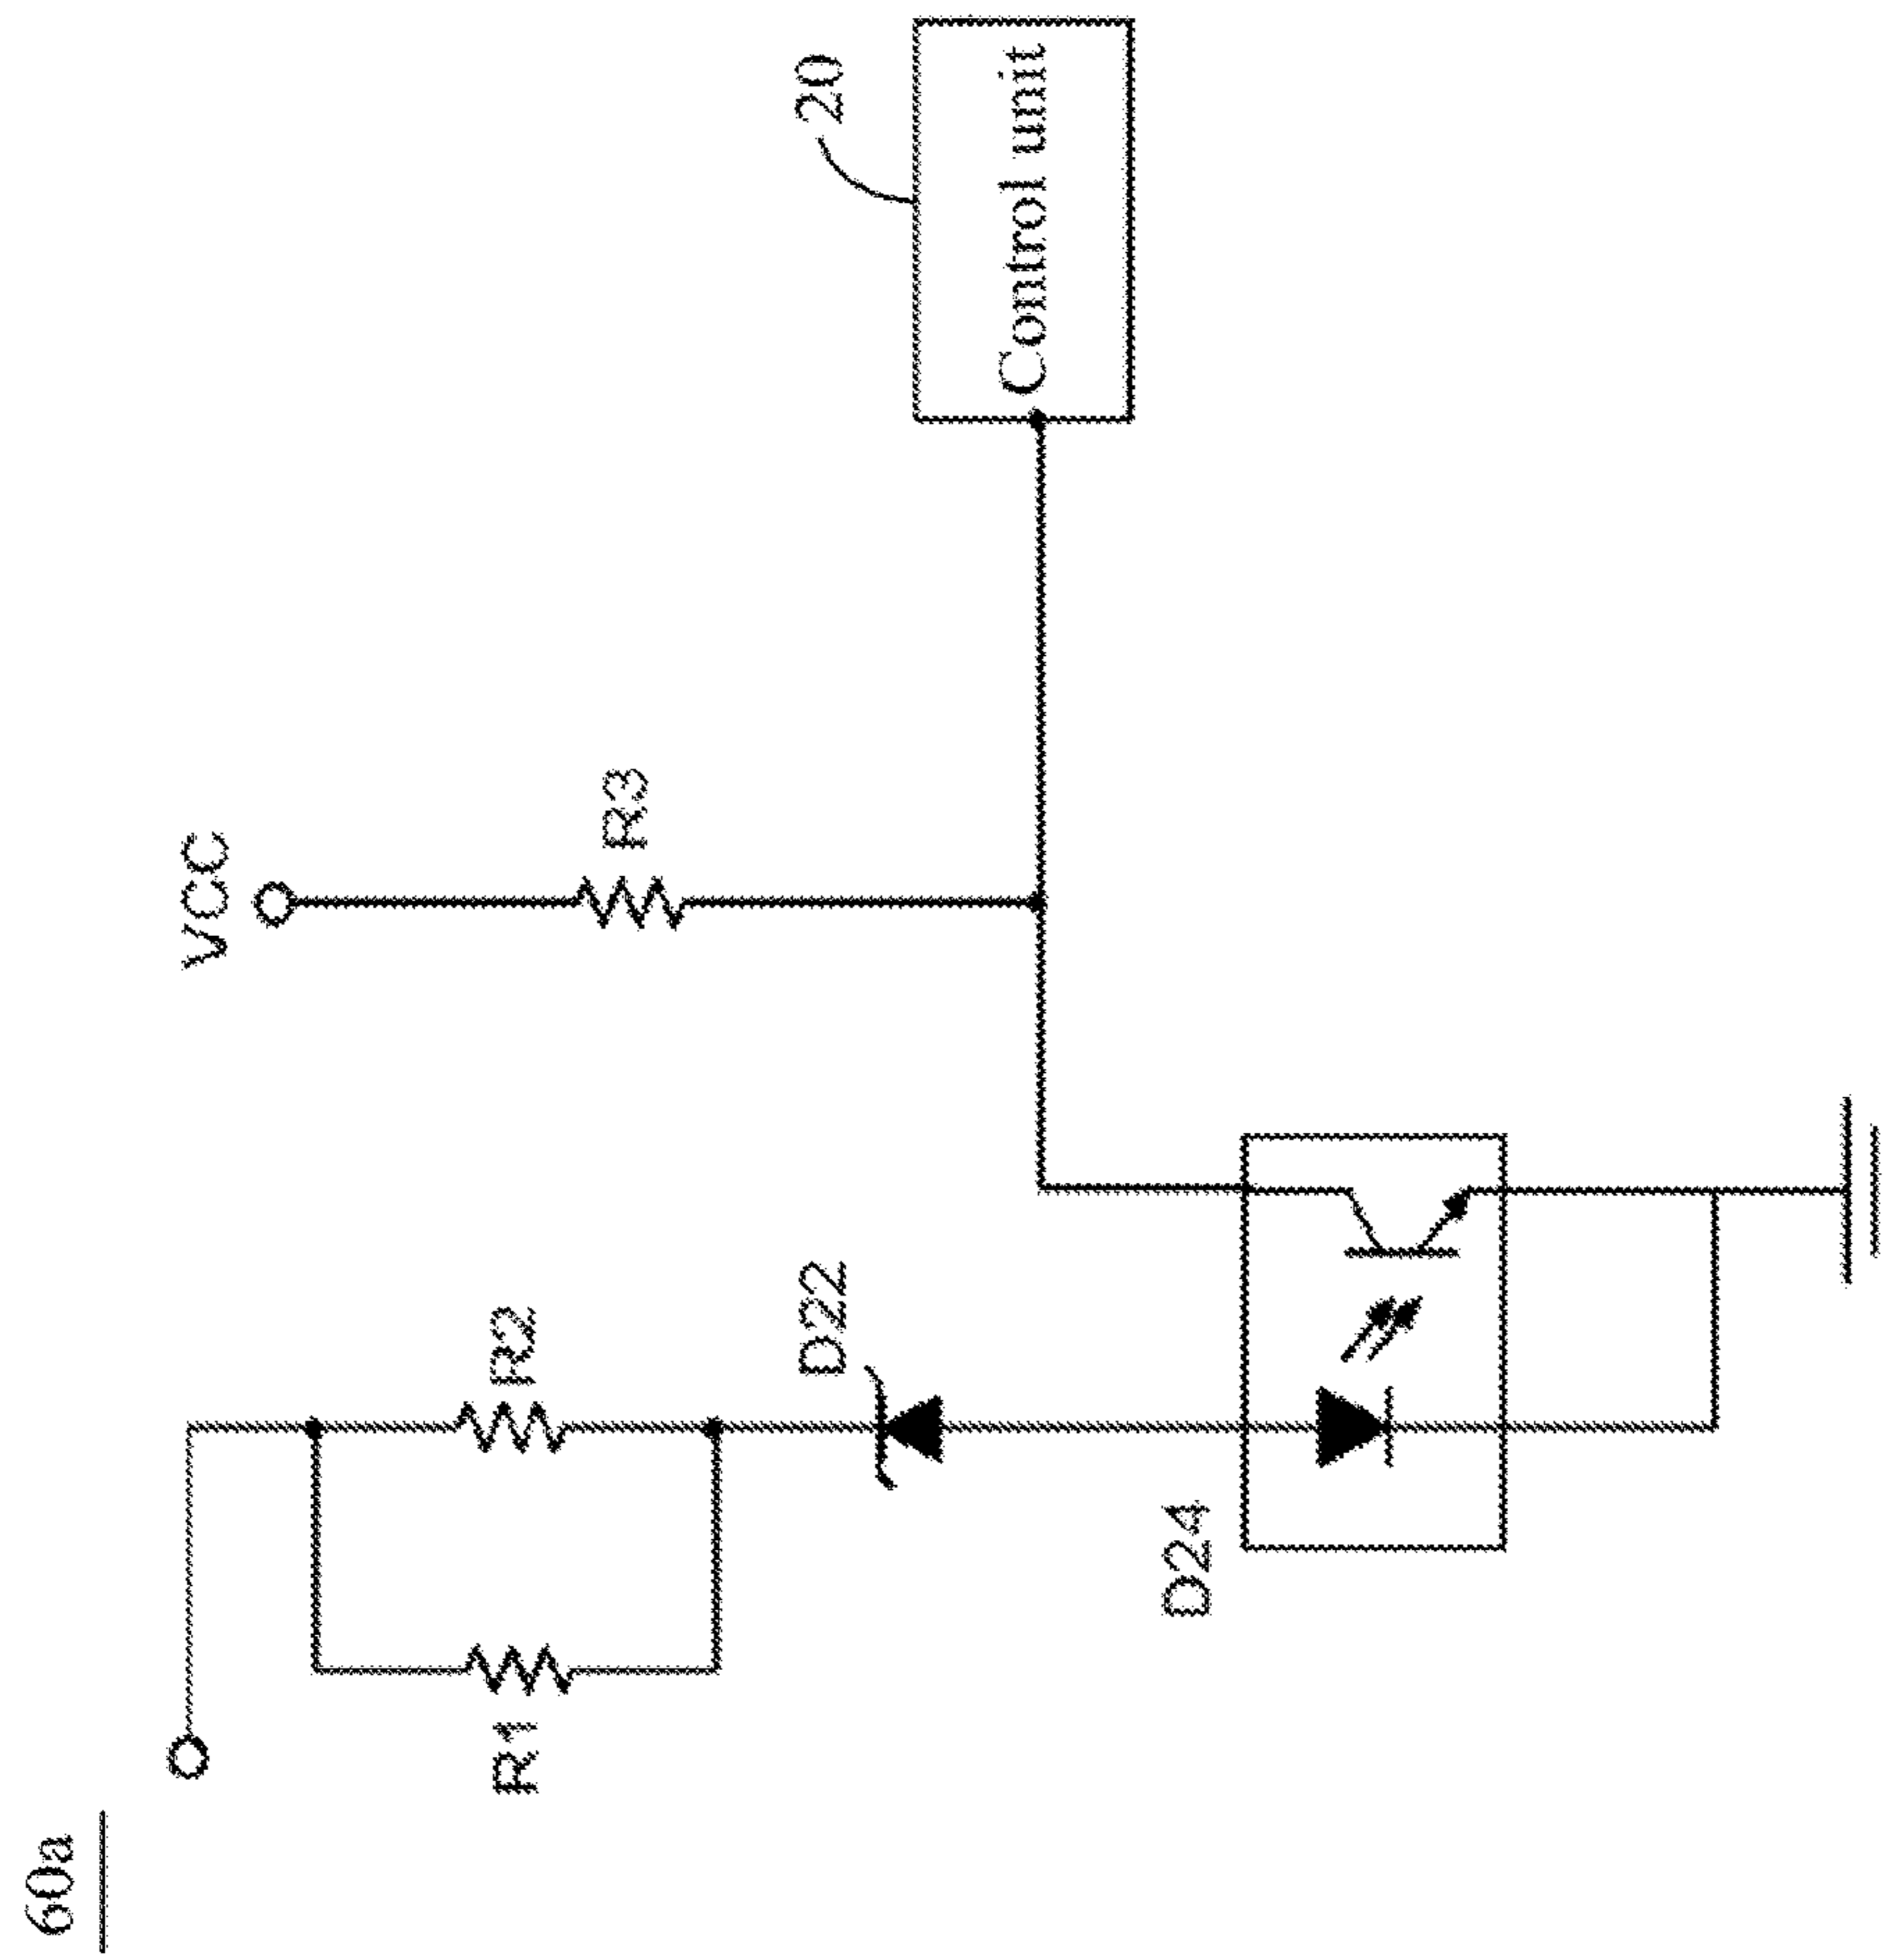 60a
R1
R2
D22
D24
VCC
R3
20
Control unit